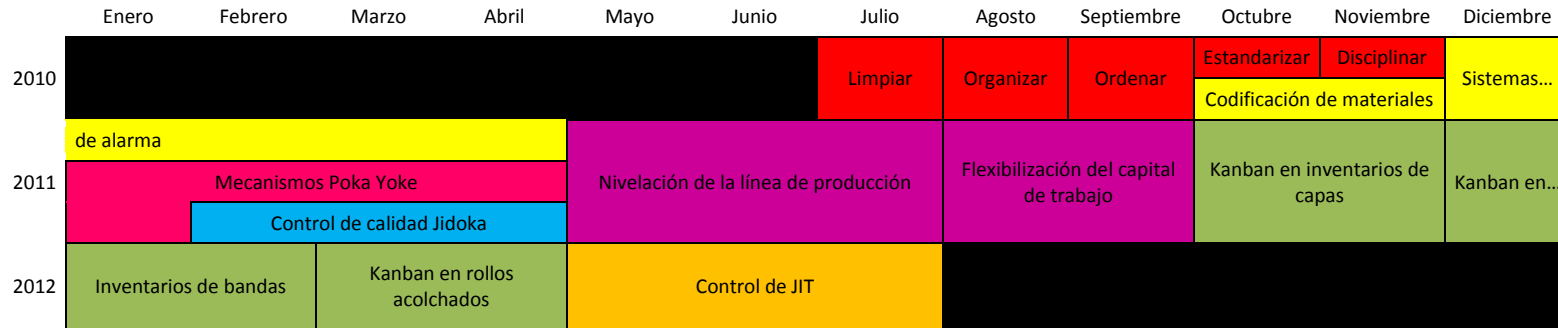 Enero Febrero Marzo Abril Mayo Junio Julio Agosto Septiembre Octubre Noviembre Diciembre
2010
Limpiar
Organizar
Ordenar
Estandarizar
Disciplinar
Codificación de materiales
Sistemas...
2011
de alarma
Mecanismos Poka Yoke
Control de calidad Jidoka
Nivelación de la línea de producción
Flexibilización del capital
de trabajo
Kanban en inventarios de
capas
Kanban en...
2012
Inventarios de bandas
Kanban en rollos
acolchados
Control de JIT